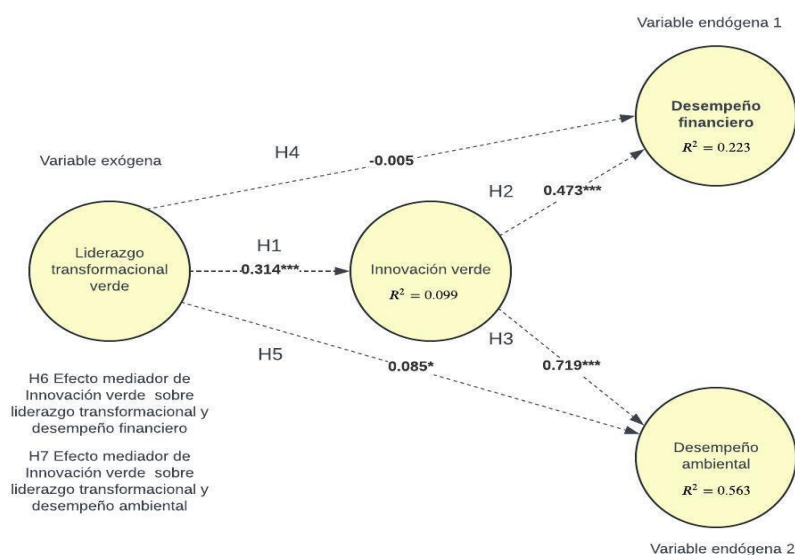 Variable endógena 1
Desempeño
financiero
R² = 0.223
H4
-0.005
Variable exógena
H2
0.473***
Liderazgo
transformacional
verde
H1
0.314***
Innovación verde
R² = 0.099
H5
0.085*
H3
0.719***
H6 Efecto mediador de
Innovación verde sobre
liderazgo transformacional y
desempeño financiero
H7 Efecto mediador de
Innovación verde sobre
liderazgo transformacional y
desempeño ambiental
Desempeño
ambiental
R² = 0.563
Variable endógena 2